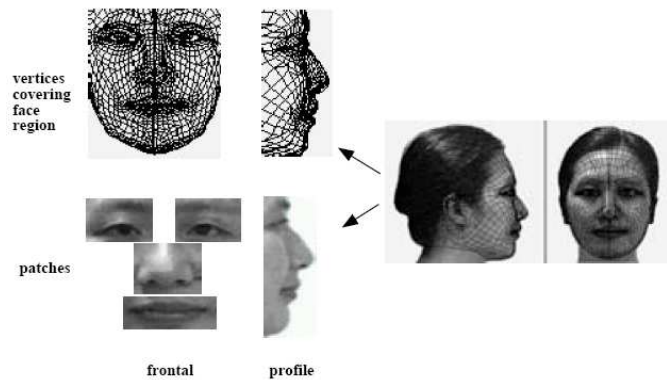 vertices
covering
face
region
patches
frontal profile